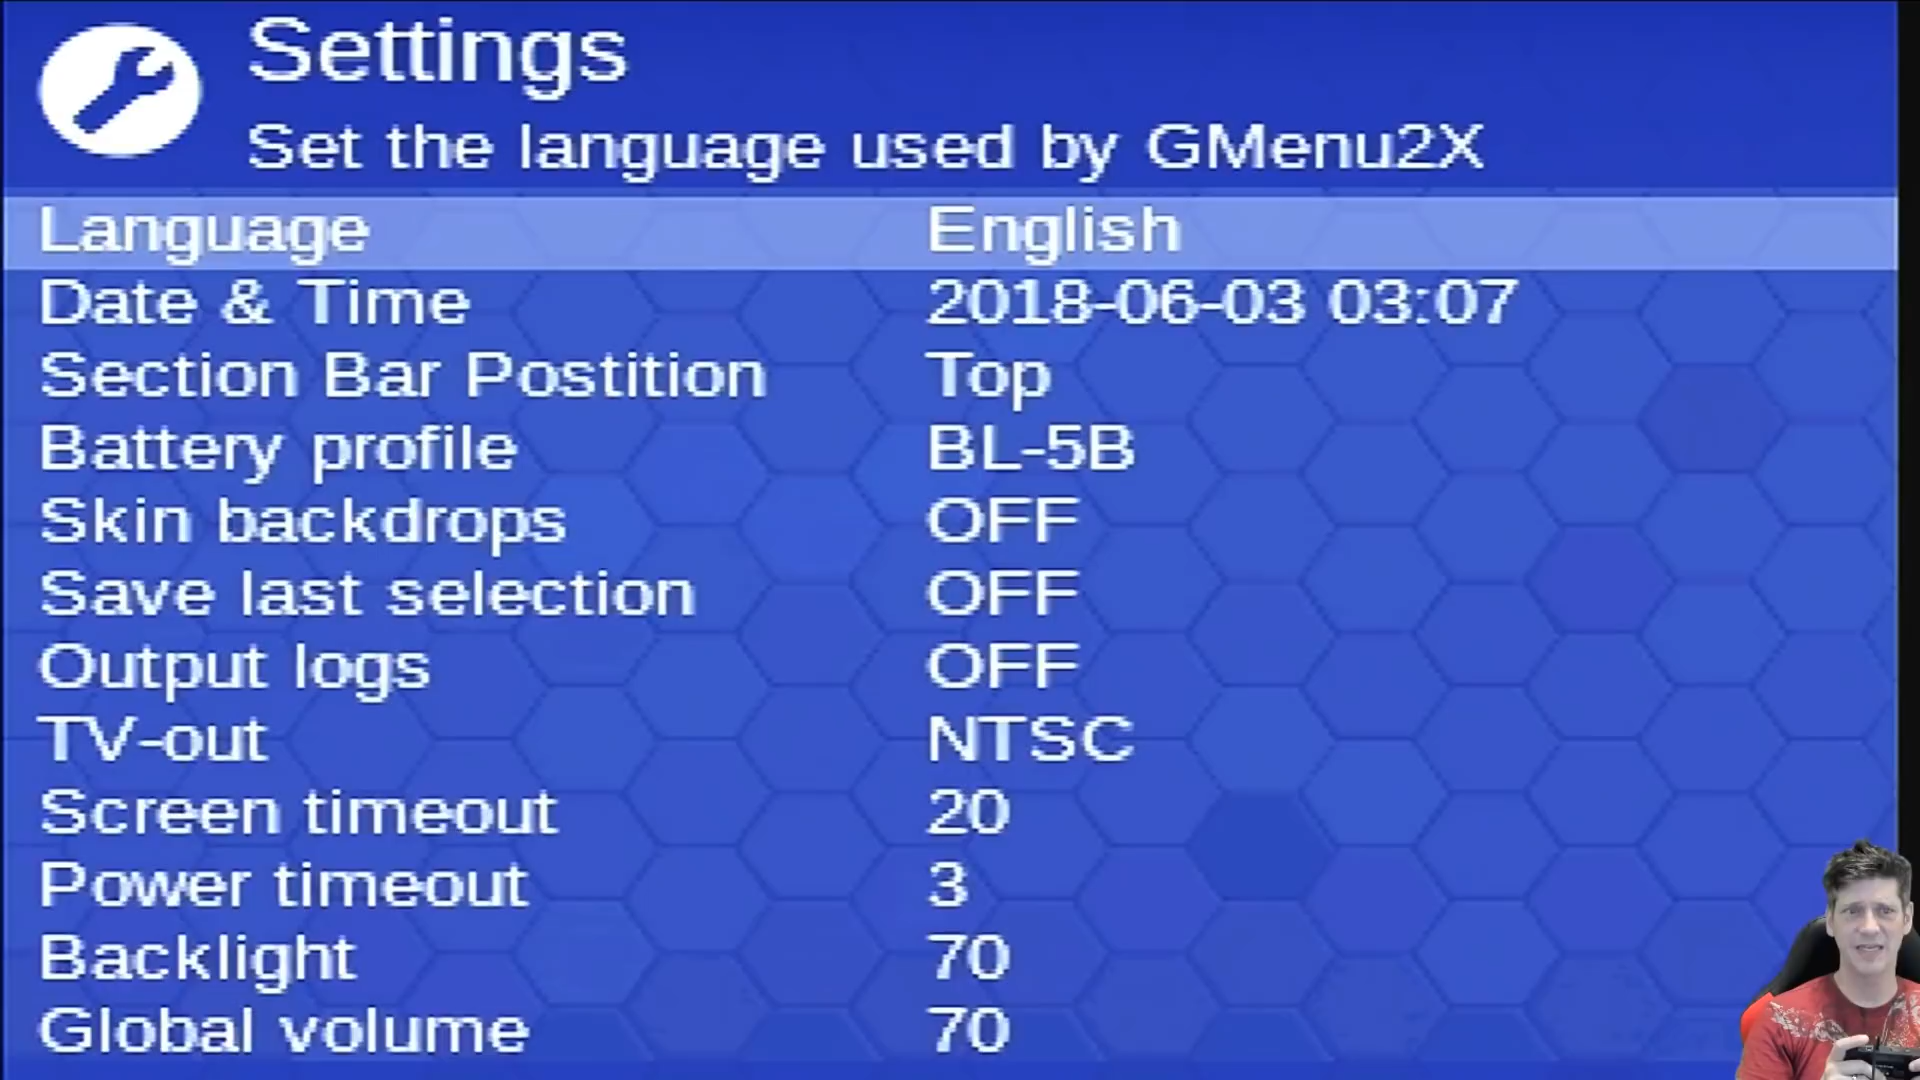 Settings
Set the language used by GMenu2X
Language English
Date & Time 2018-06-03 03:07
Section Bar Postition Top
Battery profile BL-5B
Skin backdrops OFF
Save last selection OFF
Output logs OFF
TV-out NTSC
Screen timeout 20
Power timeout 3
Backlight 70
Global volume 70